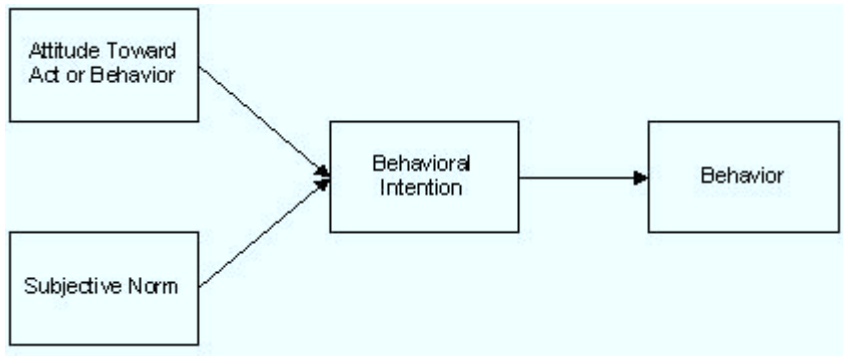 Attitude Toward
Act or Behavior
Behavioral
Intention
Behavior
Subjective Norm